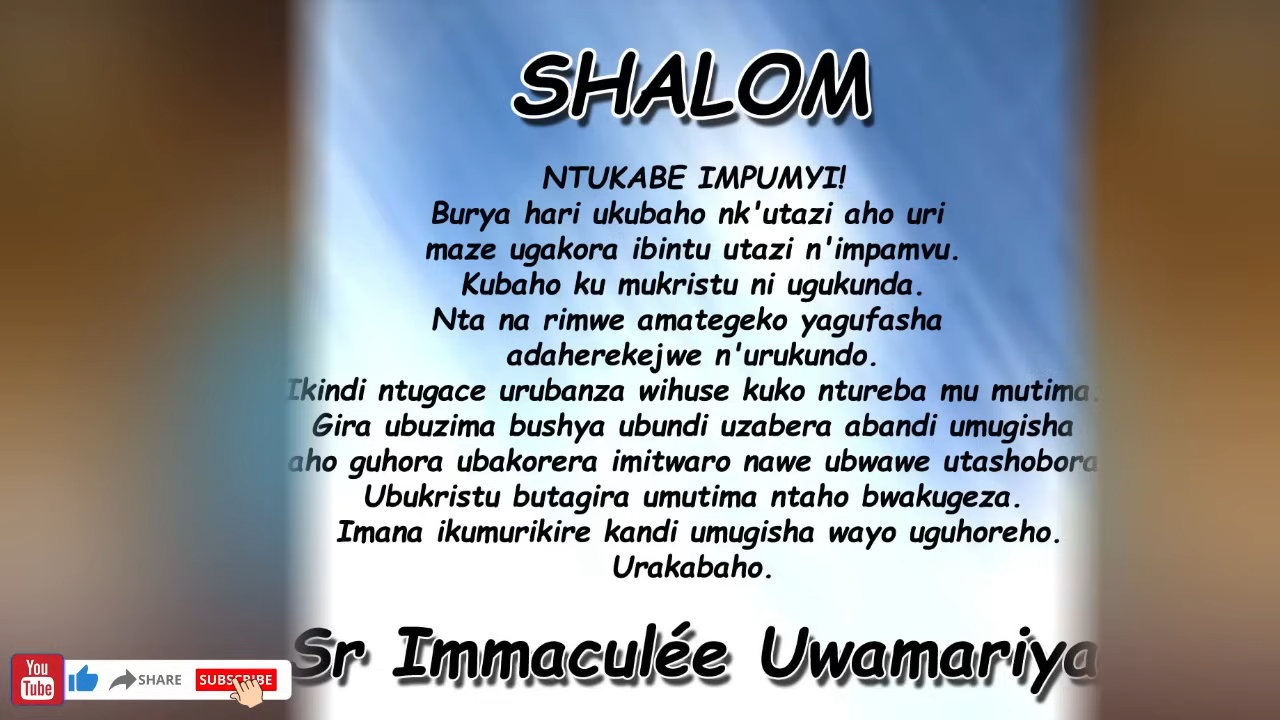 SHALOM
NTUKABE IMPUMYI!
Burya hari ukubaho nk'utazi aho uri
maze ugakora ibintu utazi n'impamvu.
Kubaho ku mukristu ni ugukunda.
Nta na rimwe amategeko yagufasha
adaherekejwe n'urukundo.
Ikindi ntugace urubanza wihuse kuko ntureba mu mutima.
Gira ubuzima bushya ubundi uzabera abandi umugisha
aho guhora ubakorera imitwaro nawe ubwawe utashobora
Ubukristu butagira umutima ntaho bwakugeza.
Imana ikumurikire kandi umugisha wayo uguhoreho.
Urakabaho.
Sr Immaculée Uwamariya
You
Tube
SHARE
SUBSCRIBE